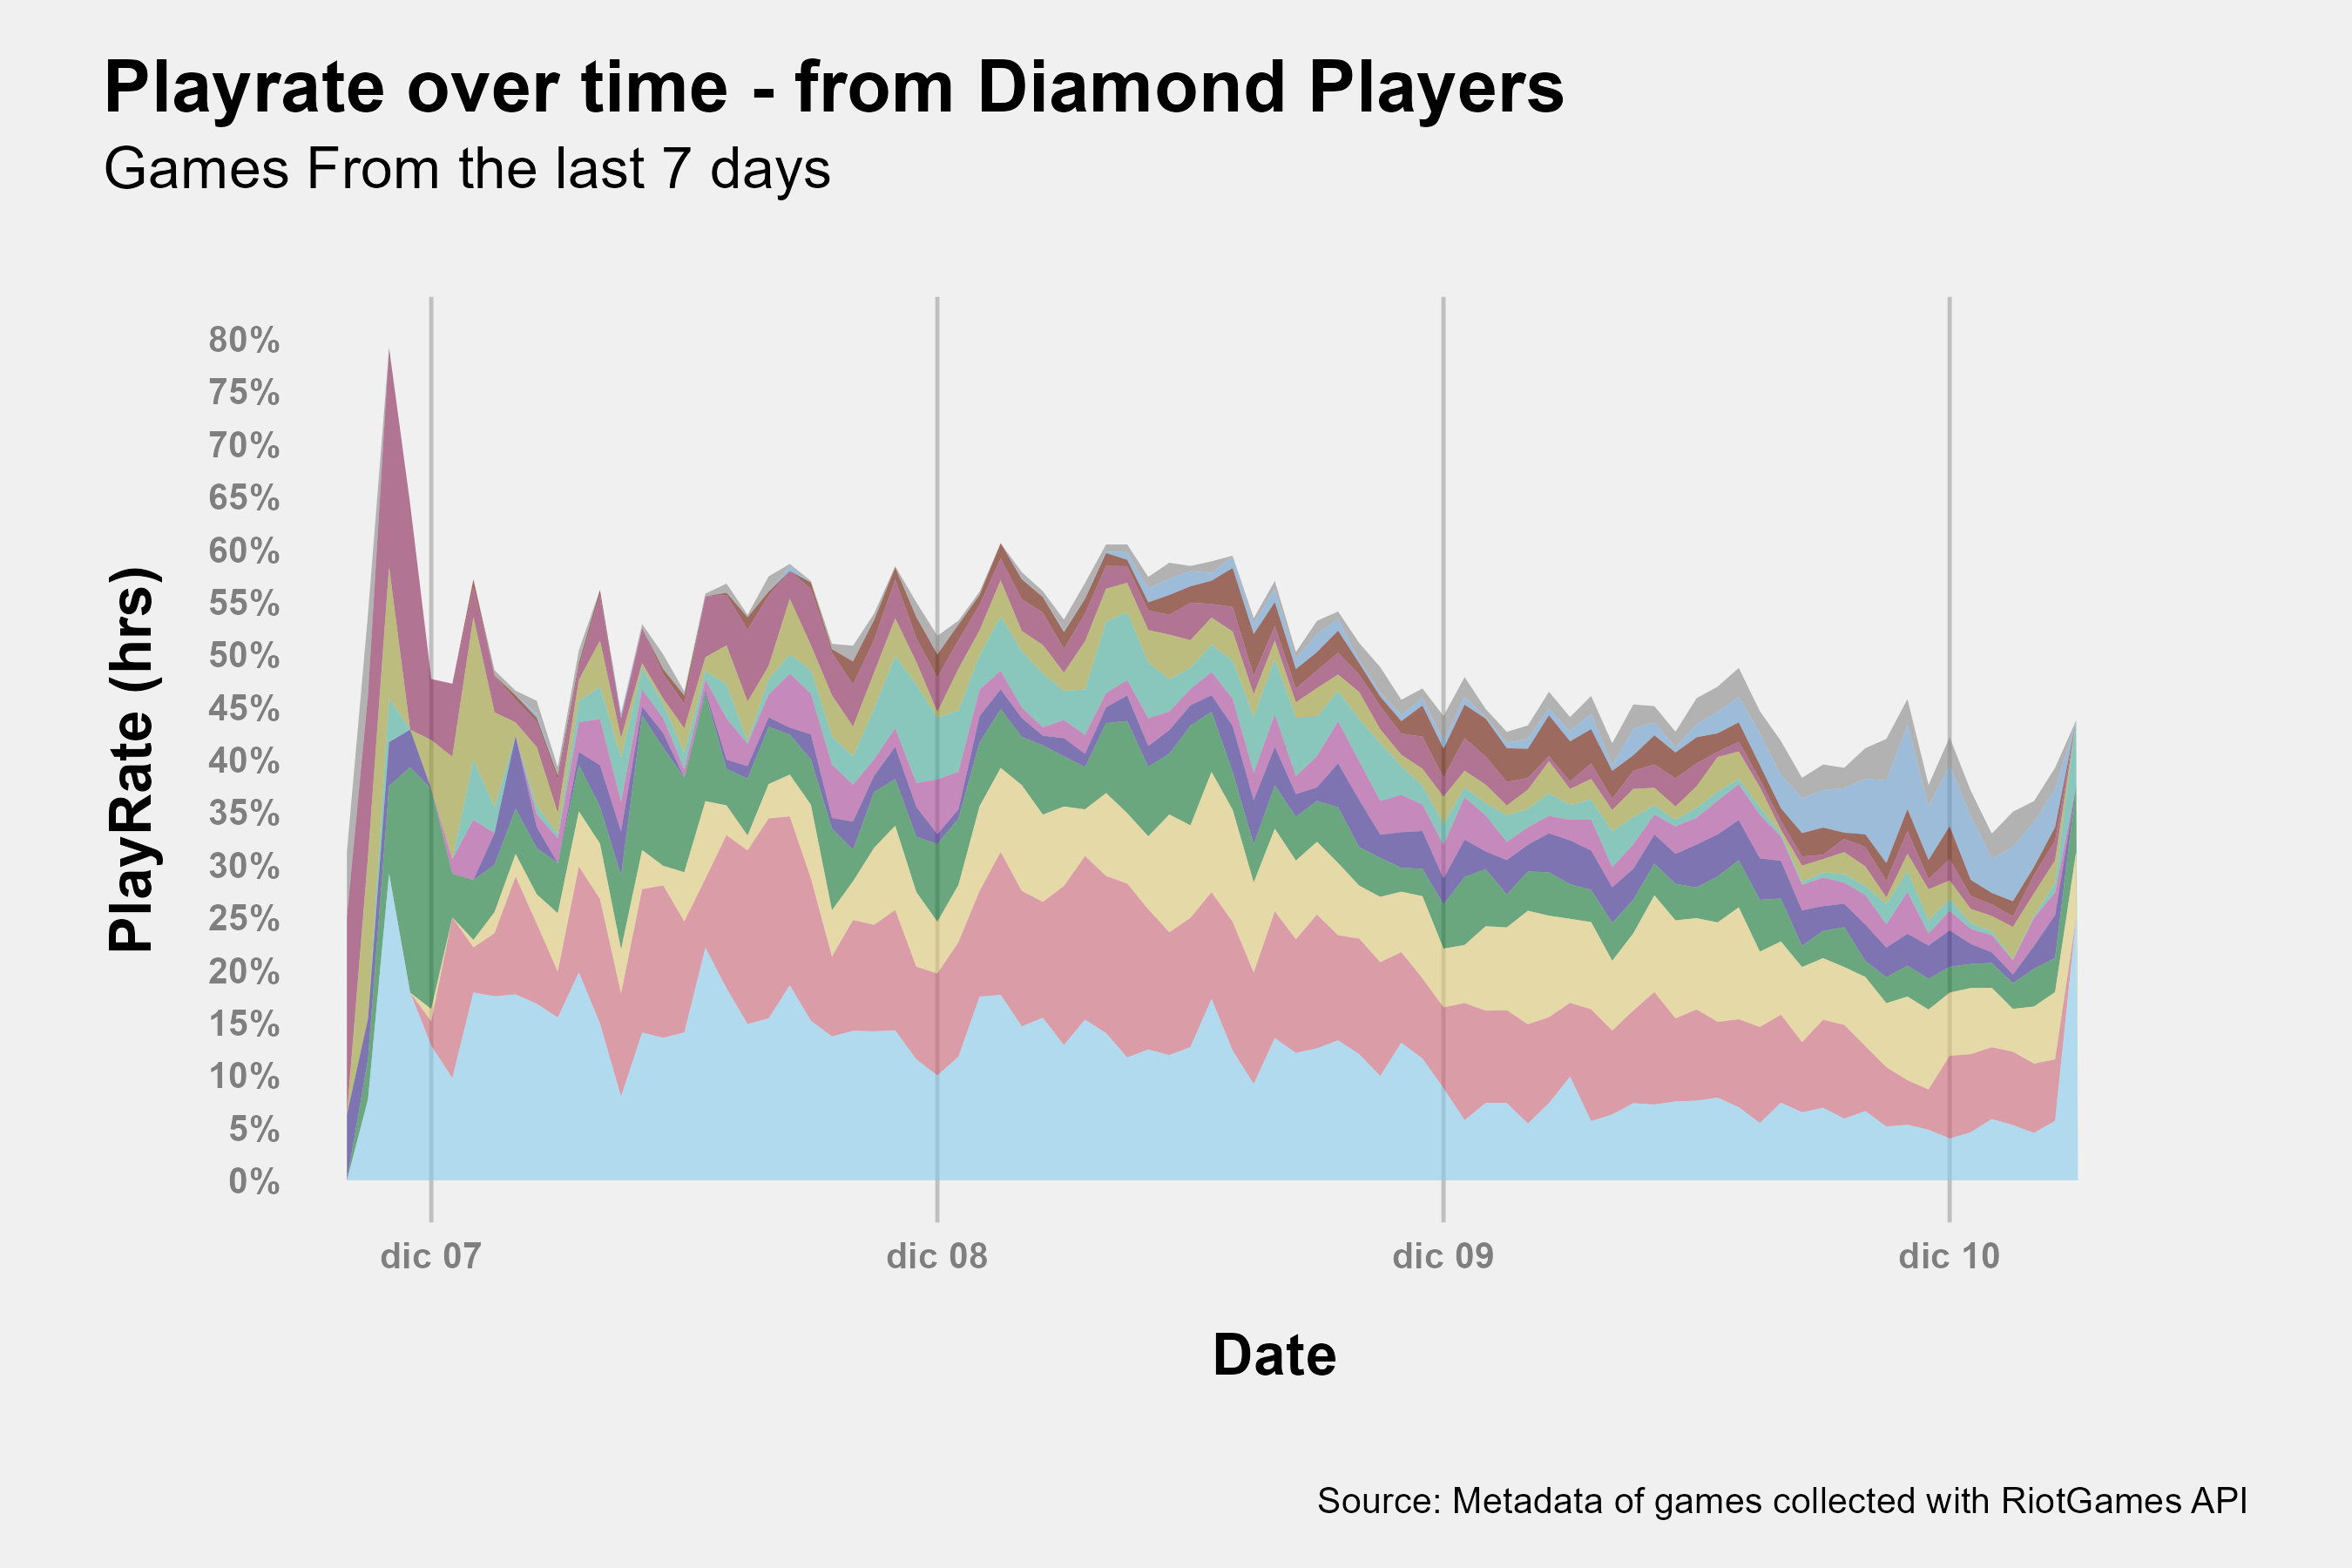 Playrate over time - from Diamond Players
Games From the last 7 days
PlayRate (hrs)
80%
75%
70%
65%
60%
55%
50%
45%
40%
35%
30%
25%
20%
15%
10%
5%
0%
dic 07 dic 08 dic 09 dic 10
Date
Source: Metadata of games collected with RiotGames API